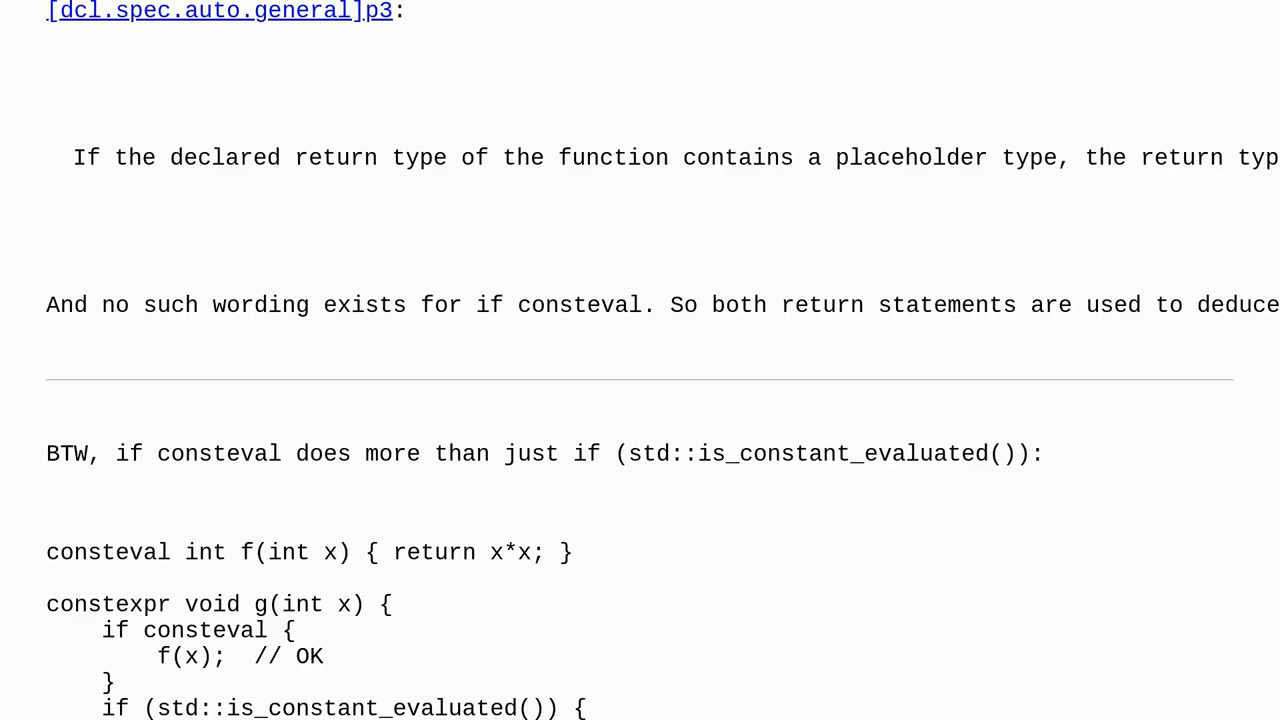 [dcl.spec.auto.general]p3:
If the declared return type of the function contains a placeholder type, the return typ
And no such wording exists for if consteval. So both return statements are used to deduce
BTW, if consteval does more than just if (std::is_constant_evaluated()):
consteval int f(int x) { return x*x; }
constexpr void g(int x) {
    if consteval {
        f(x);  // OK
    }
    if (std::is_constant_evaluated()) {